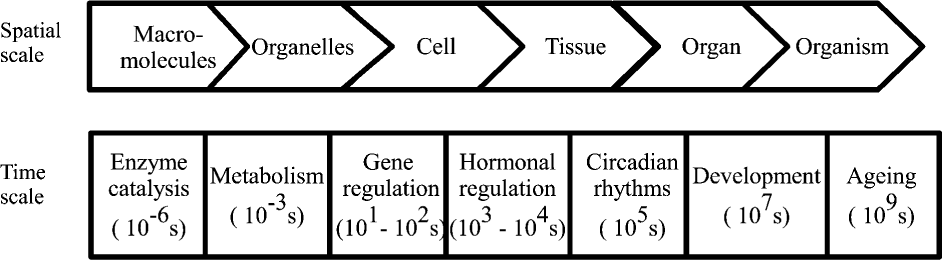 Spatial
scale
Macro-
molecules
Organelles
Cell
Tissue
Organ
Organism
Time
scale
Enzyme
catalysis
( 10⁻⁶s)
Metabolism
( 10⁻³s)
Gene
regulation
(10¹- 10²s)
Hormonal
regulation
(10³ - 10⁴s)
Circadian
rhythms
( 10⁵s)
Development
( 10⁷s)
Ageing
( 10⁹s)